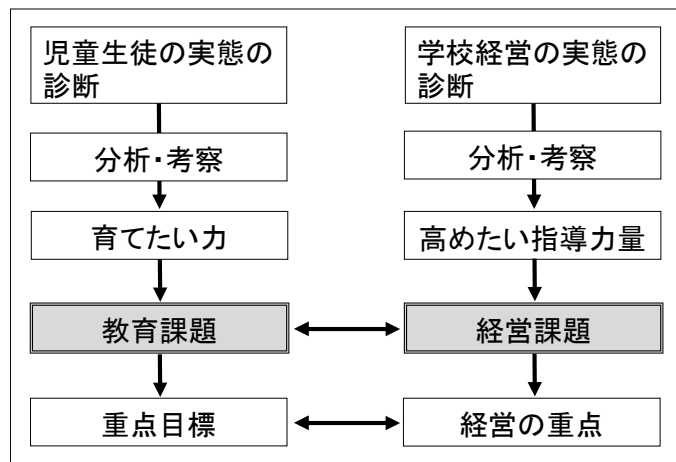 児童生徒の実態の
診断
学校経営の実態の
診断
分析・考察
分析・考察
育てたい力
高めたい指導力量
教育課題
経営課題
重点目標
経営の重点